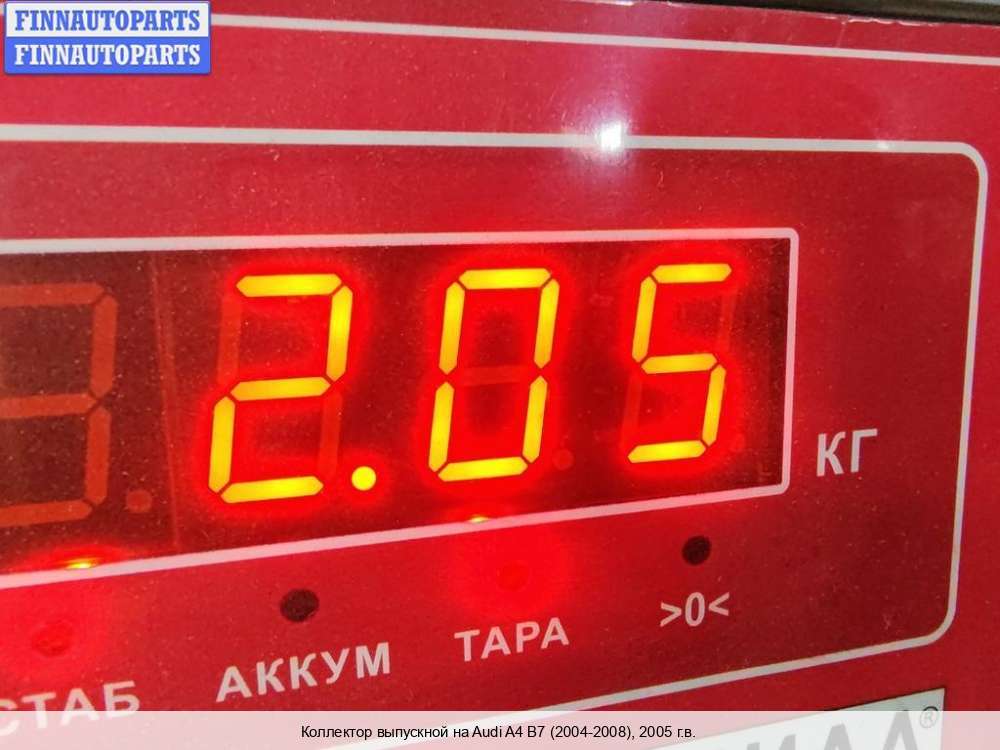 FINNAUTOPARTS
FINNAUTOPARTS
2.05
КГ
СТАБ
АККУМ
ТАРА
>0<
Коллектор выпускной на Audi A4 B7 (2004-2008), 2005 г.в.